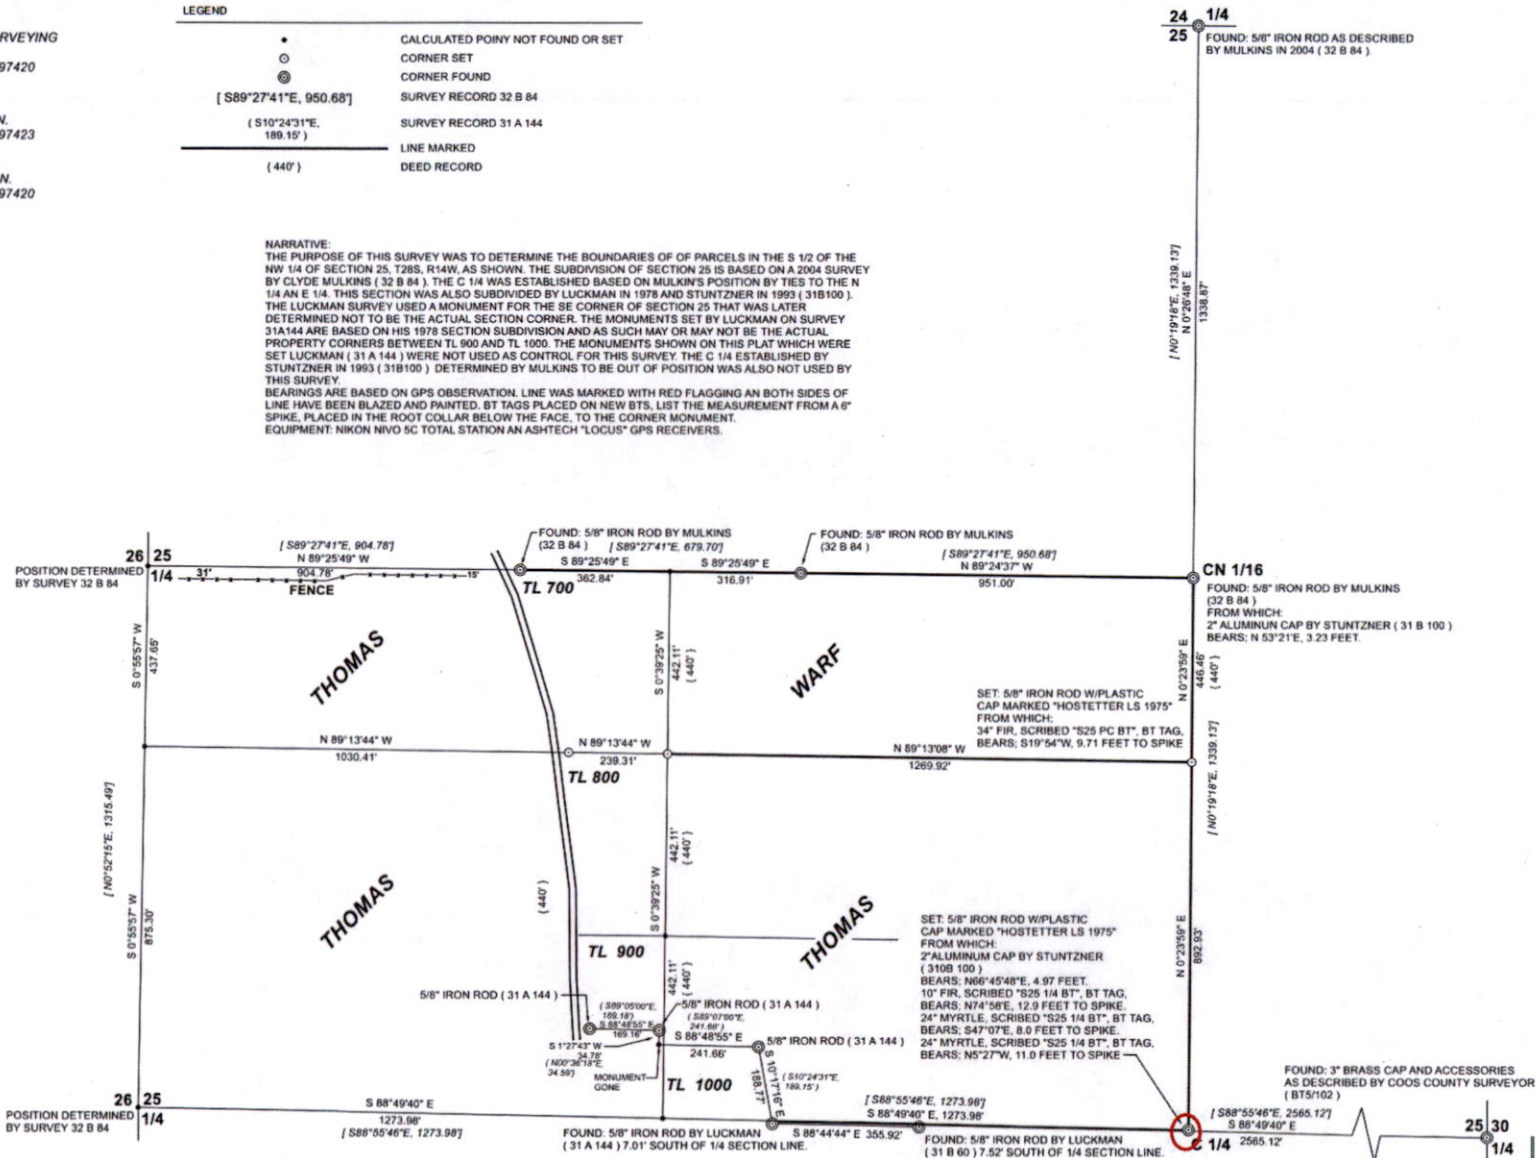 LEGEND
RVEYING
97420
N.
97423
N.
97420
CALCULATED POINY NOT FOUND OR SET
CORNER SET
CORNER FOUND
[ S89°27'41"E, 950.68']
SURVEY RECORD 32 B 84
( S10°24'31"E,
189.15' )
SURVEY RECORD 31 A 144
LINE MARKED
{ 440' }
DEED RECORD
24 1/4
25
FOUND: 5/8" IRON ROD AS DESCRIBED
BY MULKINS IN 2004 ( 32 B 84 ).
NARRATIVE:
THE PURPOSE OF THIS SURVEY WAS TO DETERMINE THE BOUNDARIES OF OF PARCELS IN THE S 1/2 OF THE
NW 1/4 OF SECTION 25, T28S, R14W, AS SHOWN. THE SUBDIVISION OF SECTION 25 IS BASED ON A 2004 SURVEY
BY CLYDE MULKINS ( 32 B 84 ). THE C 1/4 WAS ESTABLISHED BASED ON MULKIN'S POSITION BY TIES TO THE N
1/4 AN E 1/4. THIS SECTION WAS ALSO SUBDIVIDED BY LUCKMAN IN 1978 AND STUNTZNER IN 1993 ( 31B100 ).
THE LUCKMAN SURVEY USED A MONUMENT FOR THE SE CORNER OF SECTION 25 THAT WAS LATER
DETERMINED NOT TO BE THE ACTUAL SECTION CORNER. THE MONUMENTS SET BY LUCKMAN ON SURVEY
31A144 ARE BASED ON HIS 1978 SECTION SUBDIVISION AND AS SUCH MAY OR MAY NOT BE THE ACTUAL
PROPERTY CORNERS BETWEEN TL 900 AND TL 1000. THE MONUMENTS SHOWN ON THIS PLAT WHICH WERE
SET LUCKMAN ( 31 A 144 ) WERE NOT USED AS CONTROL FOR THIS SURVEY. THE C 1/4 ESTABLISHED BY
STUNTZNER IN 1993 ( 31B100 ) DETERMINED BY MULKINS TO BE OUT OF POSITION WAS ALSO NOT USED BY
THIS SURVEY.
BEARINGS ARE BASED ON GPS OBSERVATION. LINE WAS MARKED WITH RED FLAGGING AN BOTH SIDES OF
LINE HAVE BEEN BLAZED AND PAINTED. BT TAGS PLACED ON NEW BTS, LIST THE MEASUREMENT FROM A 6"
SPIKE, PLACED IN THE ROOT COLLAR BELOW THE FACE, TO THE CORNER MONUMENT.
EQUIPMENT: NIKON NIVO 5C TOTAL STATION AN ASHTECH "LOCUS" GPS RECEIVERS.
[ N0°19'18"E, 1339.13']
N 0°26'48" E
1338.87'
26 25
1/4
POSITION DETERMINED
BY SURVEY 32 B 84
[ S89°27'41"E, 904.78']
N 89°25'49" W
904.78'
31'
15'
FENCE
FOUND: 5/8" IRON ROD BY MULKINS
(32 B 84 )
[ S89°27'41"E, 679.70']
S 89°25'49" E
362.84'
S 89°25'49" E
316.91'
FOUND: 5/8" IRON ROD BY MULKINS
(32 B 84 )
[ S89°27'41"E, 950.68']
N 89°24'37" W
951.00'
CN 1/16
FOUND: 5/8" IRON ROD BY MULKINS
(32 B 84 )
FROM WHICH:
2" ALUMINUN CAP BY STUNTZNER ( 31 B 100 )
BEARS; N 53°21'E, 3.23 FEET.
TL 700
S 0°55'57" W
437.65'
THOMAS
S 0°39'25" W
442.11'
{ 440' }
WARF
N 0°23'59" E
446.46'
{ 440' }
SET: 5/8" IRON ROD W/PLASTIC
CAP MARKED "HOSTETTER LS 1975"
FROM WHICH:
34" FIR, SCRIBED "S25 PC BT", BT TAG,
BEARS; S19°54'W, 9.71 FEET TO SPIKE
[ N0°19'18"E, 1339.13']
N 89°13'44" W
1030.41'
N 89°13'44" W
239.31'
N 89°13'08" W
1269.92'
TL 800
[ N0°52'15"E, 1315.49']
S 0°55'57" W
875.30'
THOMAS
{ 440' }
442.11'
{ 440' }
S 0°39'25" W
THOMAS
N 0°23'59" E
892.93'
TL 900
442.11'
{ 440' }
SET: 5/8" IRON ROD W/PLASTIC
CAP MARKED "HOSTETTER LS 1975"
FROM WHICH:
2"ALUMINUM CAP BY STUNTZNER
( 310B 100 )
BEARS; N66°45'48"E, 4.97 FEET.
10" FIR, SCRIBED "S25 1/4 BT", BT TAG,
BEARS; N74°58'E, 12.9 FEET TO SPIKE.
24" MYRTLE, SCRIBED "S25 1/4 BT", BT TAG,
BEARS; S47°07'E, 8.0 FEET TO SPIKE.
24" MYRTLE, SCRIBED "S25 1/4 BT", BT TAG,
BEARS; N5°27'W, 11.0 FEET TO SPIKE
5/8" IRON ROD ( 31 A 144 )
( S89°05'00"E,
169.18')
S 88°48'55" E
169.16'
5/8" IRON ROD ( 31 A 144 )
( S89°07'00"E,
241.66' )
S 88°48'55" E
241.66'
5/8" IRON ROD ( 31 A 144 )
S 1°27'43" W
34.78'
( N00°36'18"E,
34.59')
MONUMENT
GONE
TL 1000
S 10°17'16" E
188.77'
( S10°24'31"E,
189.15' )
26 25
1/4
POSITION DETERMINED
BY SURVEY 32 B 84
S 88°49'40" E
1273.98'
[ S88°55'46"E, 1273.98']
FOUND: 5/8" IRON ROD BY LUCKMAN
( 31 A 144 ) 7.01' SOUTH OF 1/4 SECTION LINE.
[ S88°55'46"E, 1273.98]
S 88°49'40" E, 1273.98'
S 88°44'44" E 355.92'
FOUND: 5/8" IRON ROD BY LUCKMAN
( 31 B 60 ) 7.52' SOUTH OF 1/4 SECTION LINE.
C 1/4
[ S88°55'46"E, 2565.12']
S 88°49'40" E
2565.12'
FOUND: 3" BRASS CAP AND ACCESSORIES
AS DESCRIBED BY COOS COUNTY SURVEYOR
( BT5/102 )
25 30
1/4